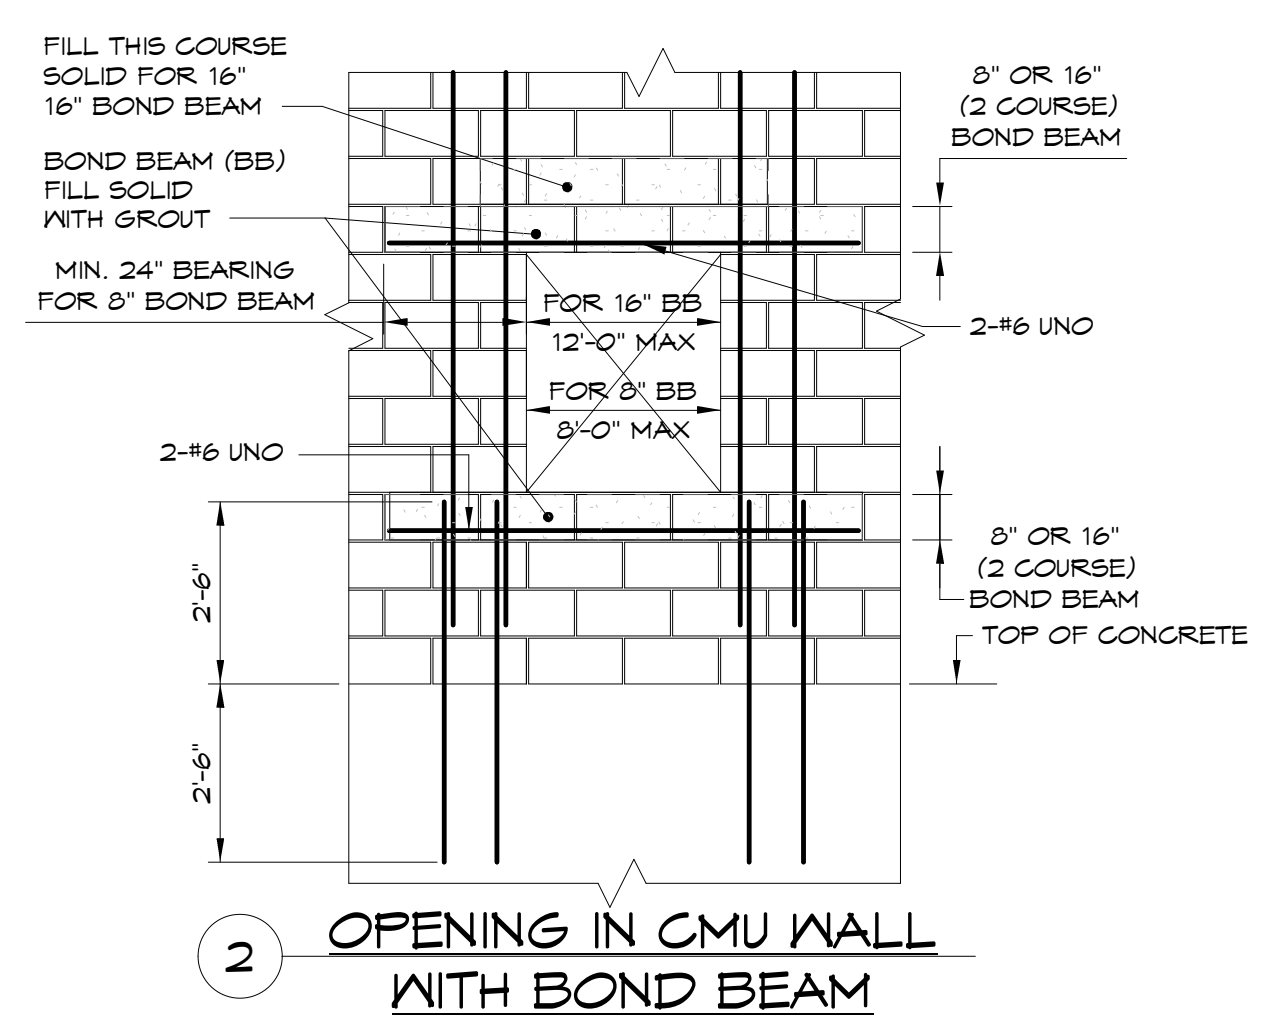 FILL THIS COURSE
SOLID FOR 16"
16" BOND BEAM
BOND BEAM (BB)
FILL SOLID
WITH GROUT
MIN. 24" BEARING
FOR 8" BOND BEAM
8" OR 16"
(2 COURSE)
BOND BEAM
FOR 16" BB
12'-0" MAX
FOR 8" BB
8'-0" MAX
2-#6 UNO
2-#6 UNO
8" OR 16"
(2 COURSE)
BOND BEAM
TOP OF CONCRETE
2'-6"
2'-6"
2
OPENING IN CMU WALL
WITH BOND BEAM